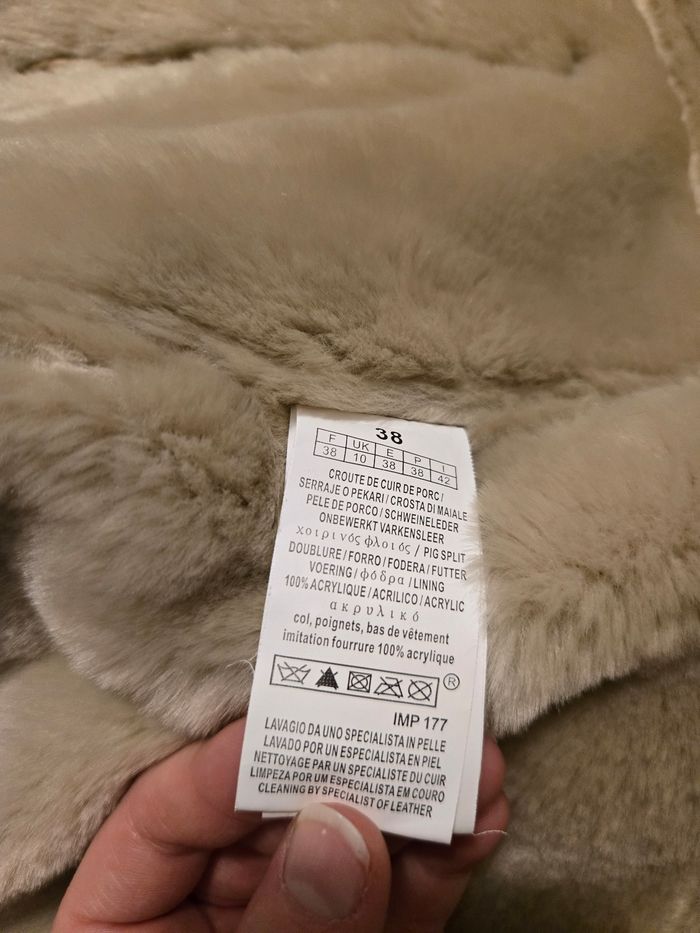 38
F UK E P I
38 10 38 38 42
CROUTE DE CUIR DE PORC /
SERRAJE O PEKARI / CROSTA DI MAIALE
PELE DE PORCO / SCHWEINELEDER
ONBEWERKT VARKENSLEER
χοιρινός φλοιός / PIG SPLIT
DOUBLURE / FORRO / FODERA / FUTTER
VOERING / φόδρα / LINING
100% ACRYLIQUE / ACRILICO / ACRYLIC
ακρυλικό
col, poignets, bas de vêtement
imitation fourrure 100% acrylique
®
IMP 177
LAVAGIO DA UNO SPECIALISTA IN PELLE
LAVADO POR UN ESPECIALISTA EN PIEL
NETTOYAGE PAR UN SPECIALISTE DU CUIR
LIMPEZA POR UM ESPECIALISTA EM COURO
CLEANING BY SPECIALIST OF LEATHER